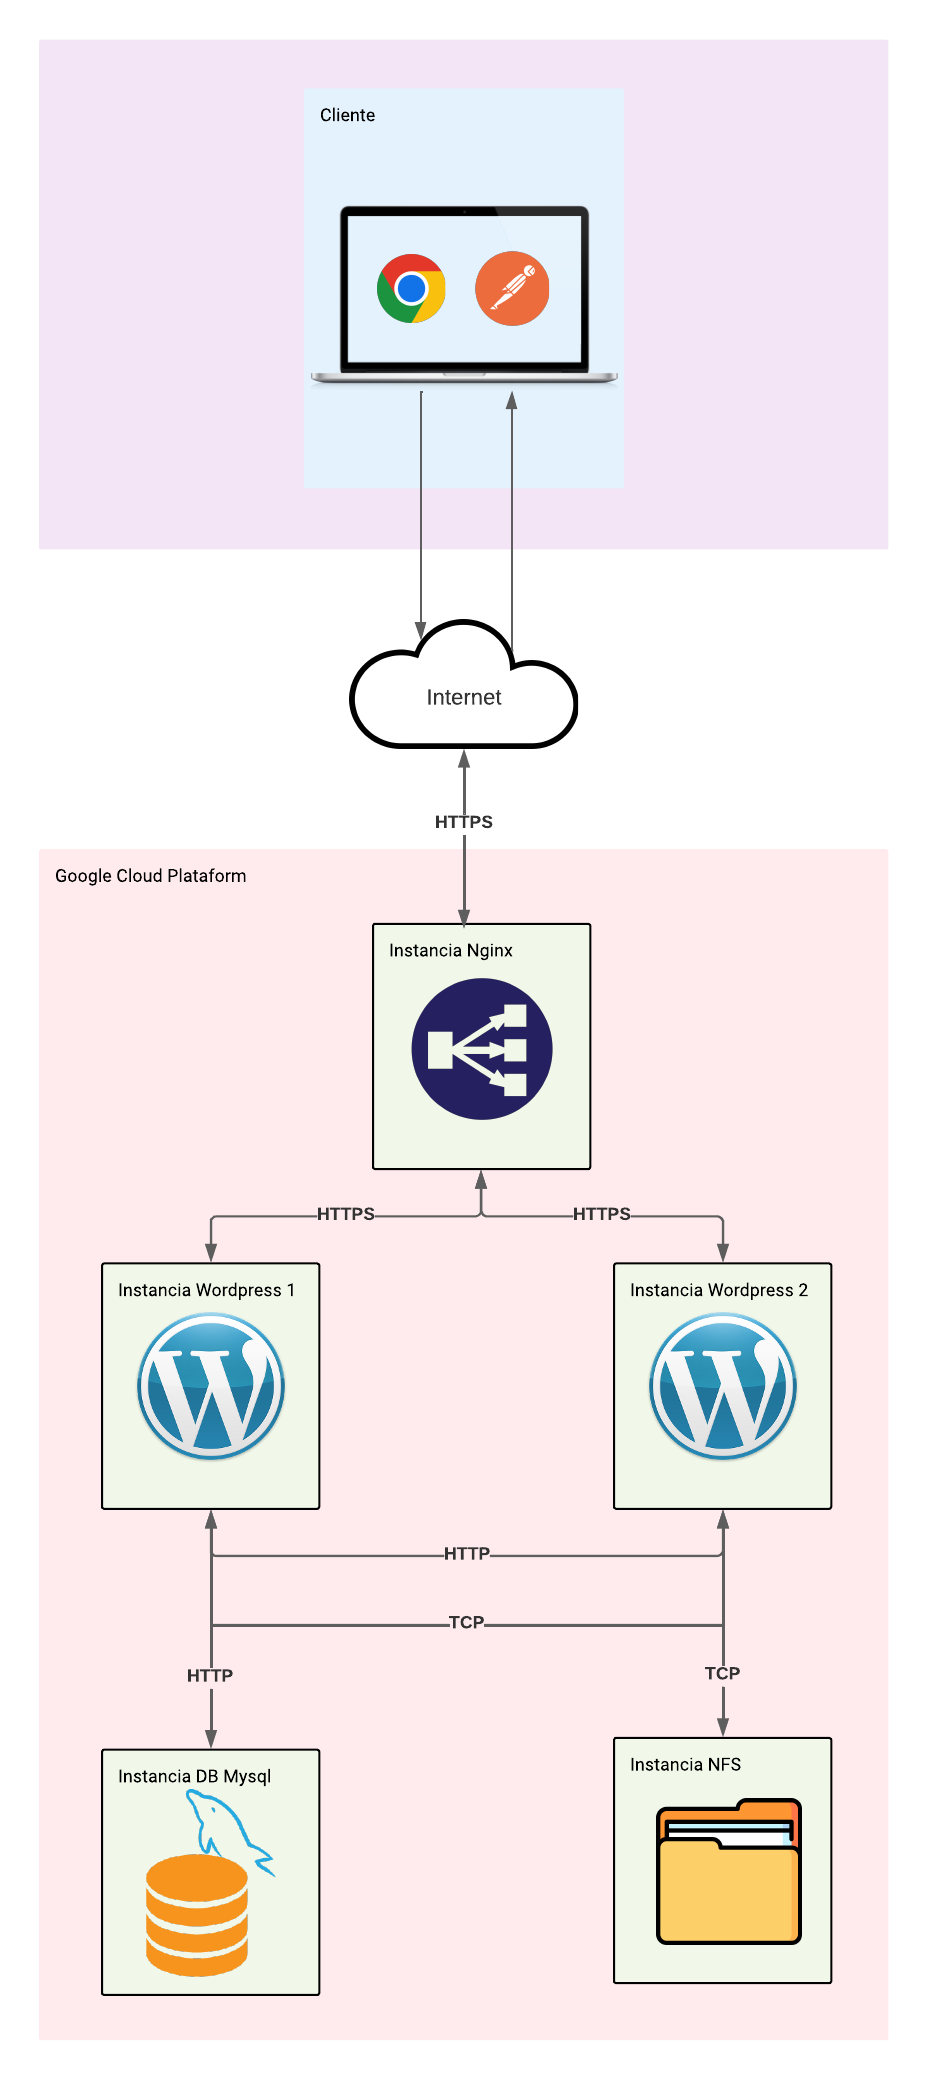 Cliente
Internet
HTTPS
Google Cloud Plataform
Instancia Nginx
HTTPS
HTTPS
Instancia Wordpress 1
Instancia Wordpress 2
HTTP
TCP
HTTP
TCP
Instancia DB Mysql
Instancia NFS